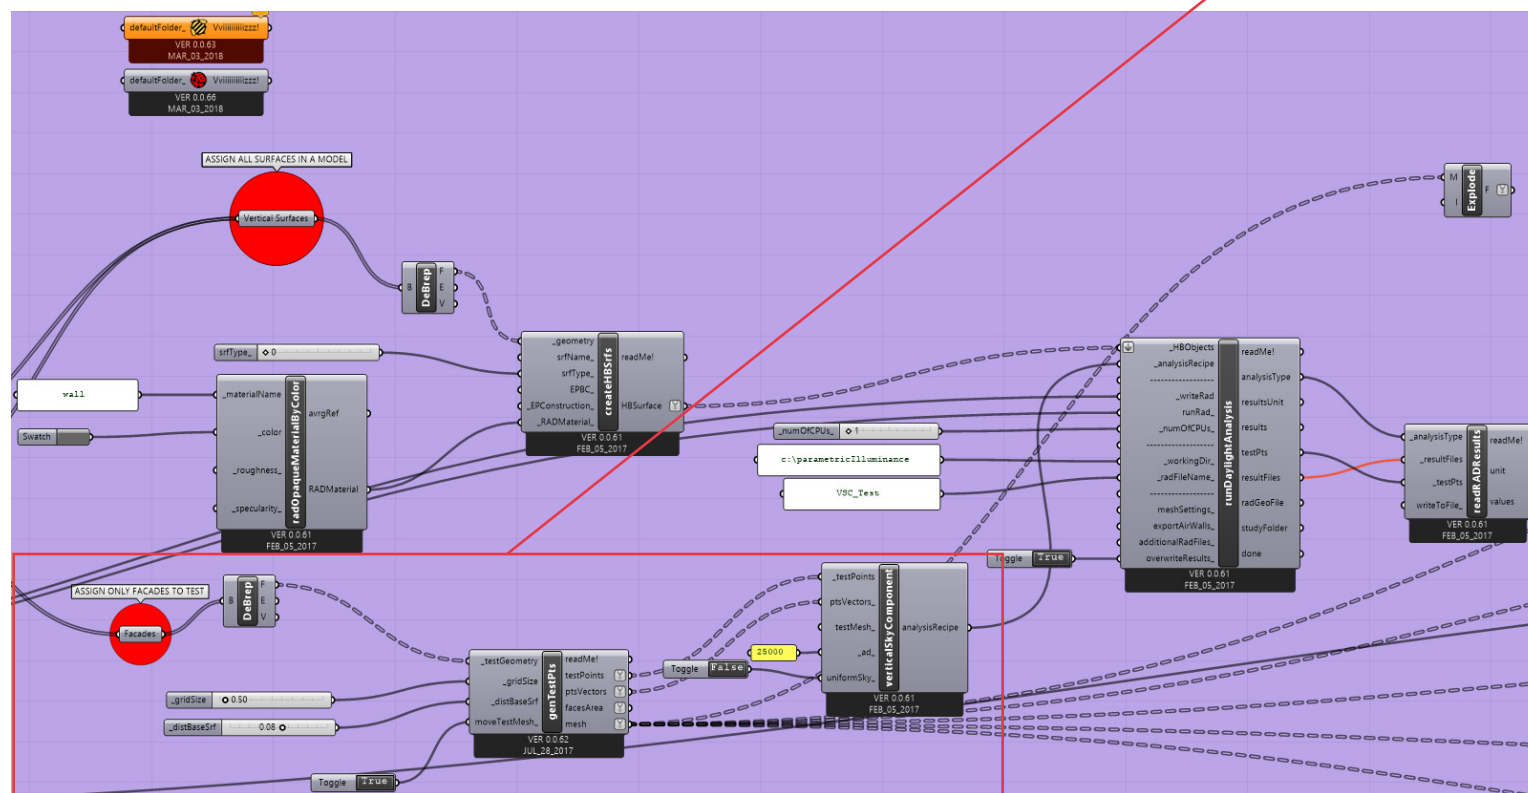 defaultFolder_ Vviiiiiiiiizzz!
VER 0.0.63
MAR_03_2018
defaultFolder_ Vviiiiiiiiizzz!
VER 0.0.66
MAR_03_2018
ASSIGN ALL SURFACES IN A MODEL
Vertical Surfaces
B DeBrep F
E
V
srfType_ 0
wall
Swatch
_materialName
_color
_roughness_
_specularity_
radOpaqueMaterialByColor
avrgRef
RADMaterial
VER 0.0.61
FEB_05_2017
_geometry
srfName_
srfType_
EPBC_
_EPConstruction_
_RADMaterial_
createHBSrfs
readMe!
HBSurface
VER 0.0.61
FEB_05_2017
M
I
Explode
F
_numOfCPUs_ 1
c:\parametricIlluminance
VSC_Test
Toggle True
_HBObjects
_analysisRecipe
---------------
_writeRad
runRad_
_numOfCPUs_
---------------
_workingDir_
_radFileName_
---------------
meshSettings_
exportAirWalls_
additionalRadFiles_
overwriteResults_
runDaylightAnalysis
readMe!
analysisType
resultsUnit
results
testPts
resultFiles
radGeoFile
studyFolder
done
VER 0.0.61
FEB_05_2017
_analysisType
_resultFiles
_testPts
writeToFile_
readRADResults
readMe!
unit
values
VER 0.0.61
FEB_05_2017
ASSIGN ONLY FACADES TO TEST
Facades
B DeBrep F
E
V
_gridSize 0.50
_distBaseSrf 0.08
Toggle True
_testGeometry
_gridSize
_distBaseSrf
moveTestMesh_
genTestPts
readMe!
testPoints
ptsVectors
facesArea
mesh
VER 0.0.62
JUL_28_2017
Toggle False
25000
_testPoints
ptsVectors_
testMesh_
_ad_
uniformSky_
verticalSkyComponent
analysisRecipe
VER 0.0.61
FEB_05_2017